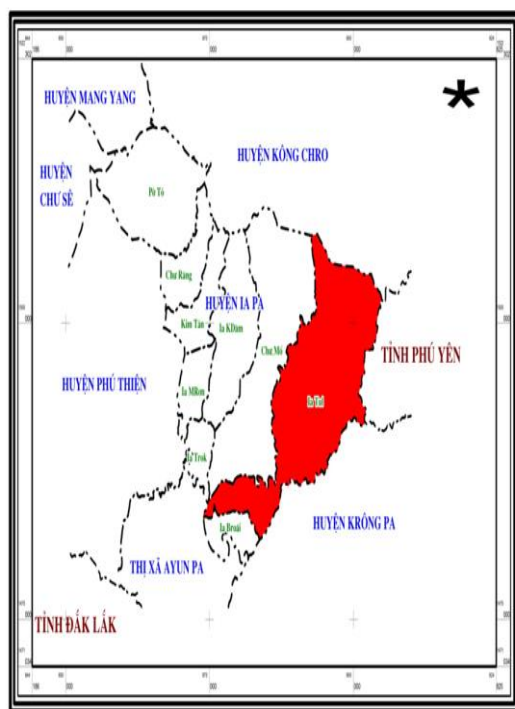 HUYỆN MANG YANG
HUYỆN KÔNG CHRO
HUYỆN
CHƯ SÊ
Pờ Tó
Chư Răng
HUYỆN IA PA
Kim Tân
Ia KDam
Chư Mố
TỈNH PHÚ YÊN
HUYỆN PHÚ THIỆN
Ia MRơn
Ia Tul
Ia Trok
Ia Broăi
HUYỆN KRÔNG PA
THỊ XÃ AYUN PA
TỈNH ĐẮK LẮK